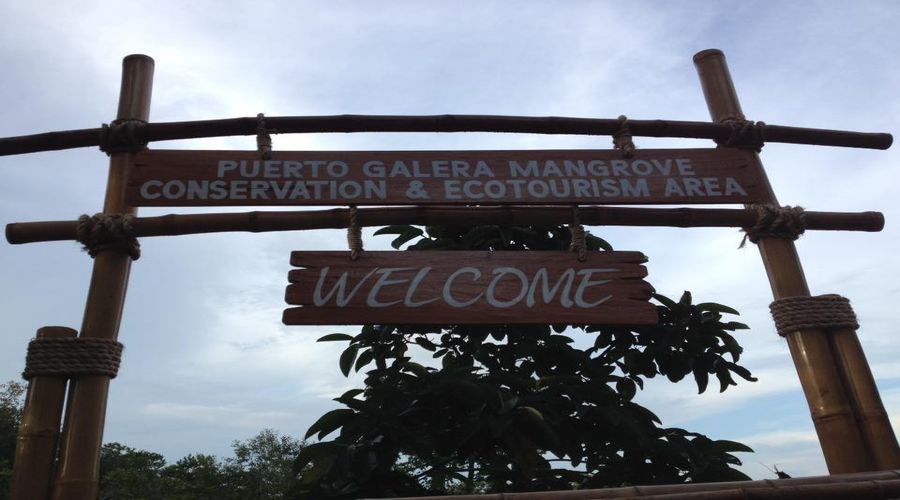 PUERTO GALERA MANGROVE
CONSERVATION & ECOTOURISM AREA
WELCOME